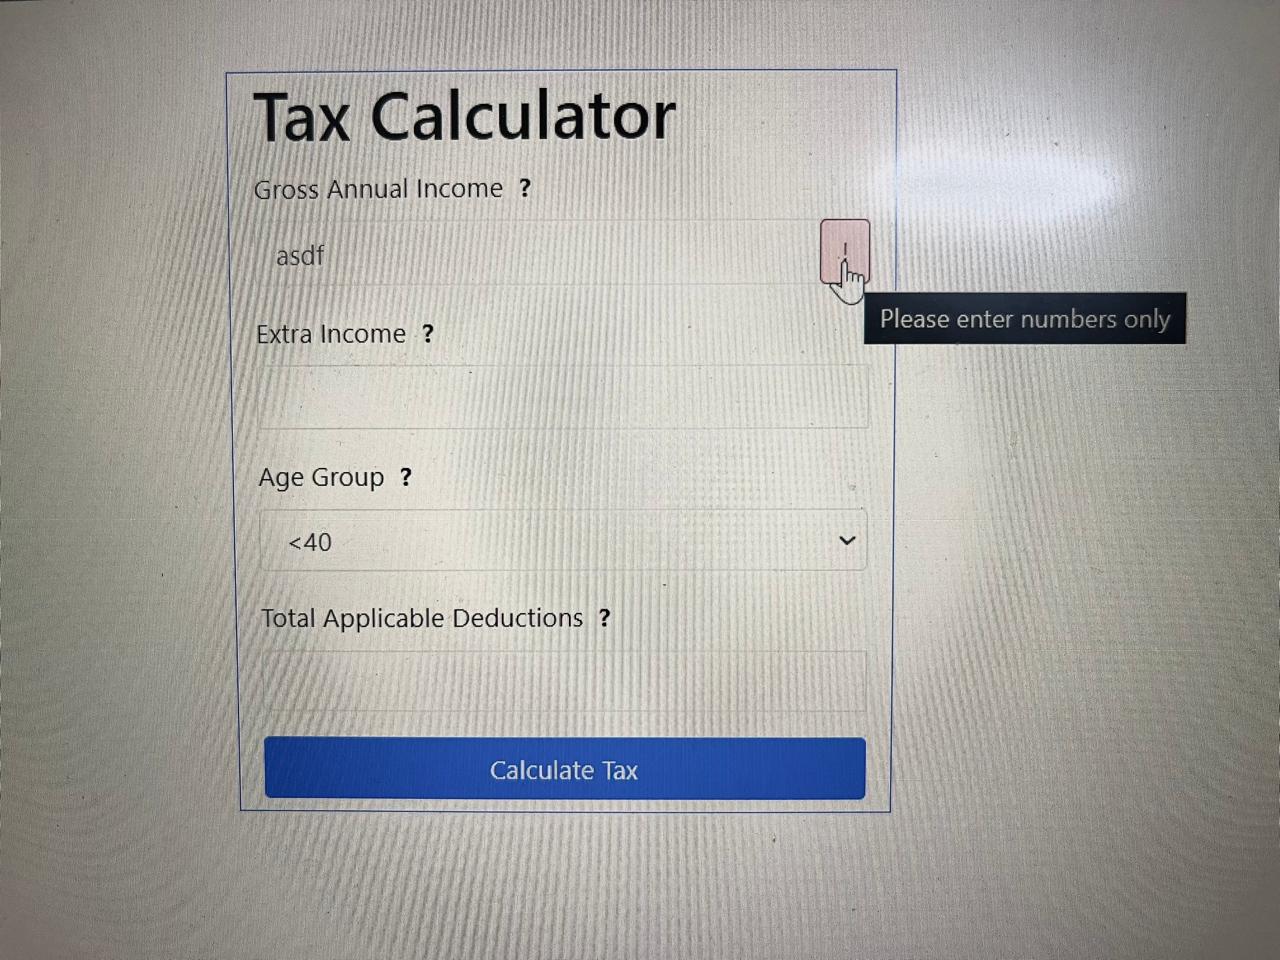 Tax Calculator
Gross Annual Income ?
asdf
!
Please enter numbers only
Extra Income ?
Age Group ?
<40
Total Applicable Deductions ?
Calculate Tax